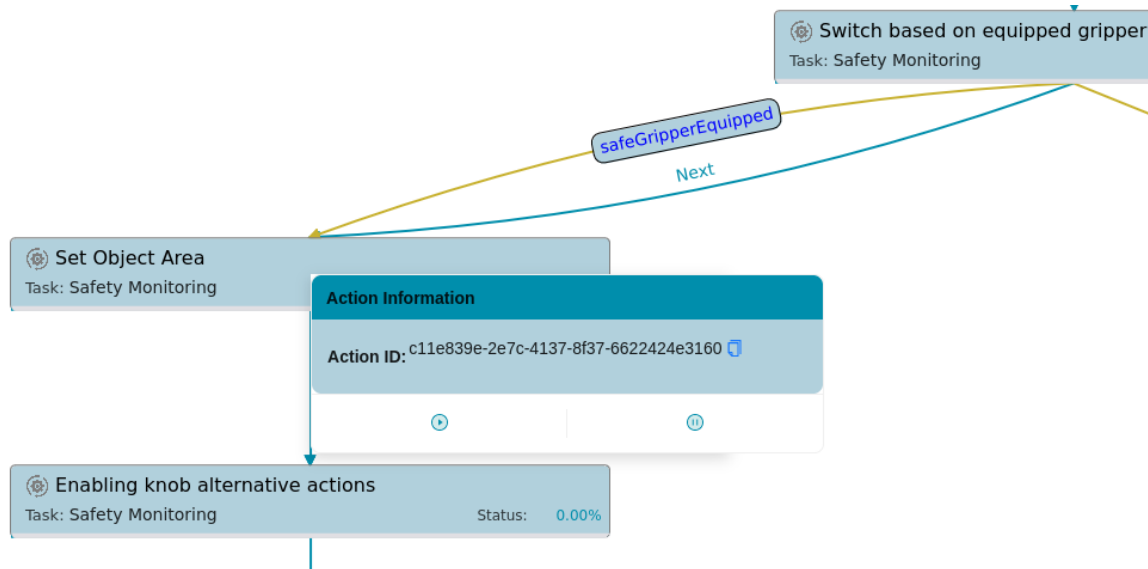 Switch based on equipped gripper
Task: Safety Monitoring
safeGripperEquipped
Next
Set Object Area
Task: Safety Monitoring
Action Information
Action ID: c11e839e-2e7c-4137-8f37-6622424e3160
Enabling knob alternative actions
Task: Safety Monitoring
Status: 0.00%